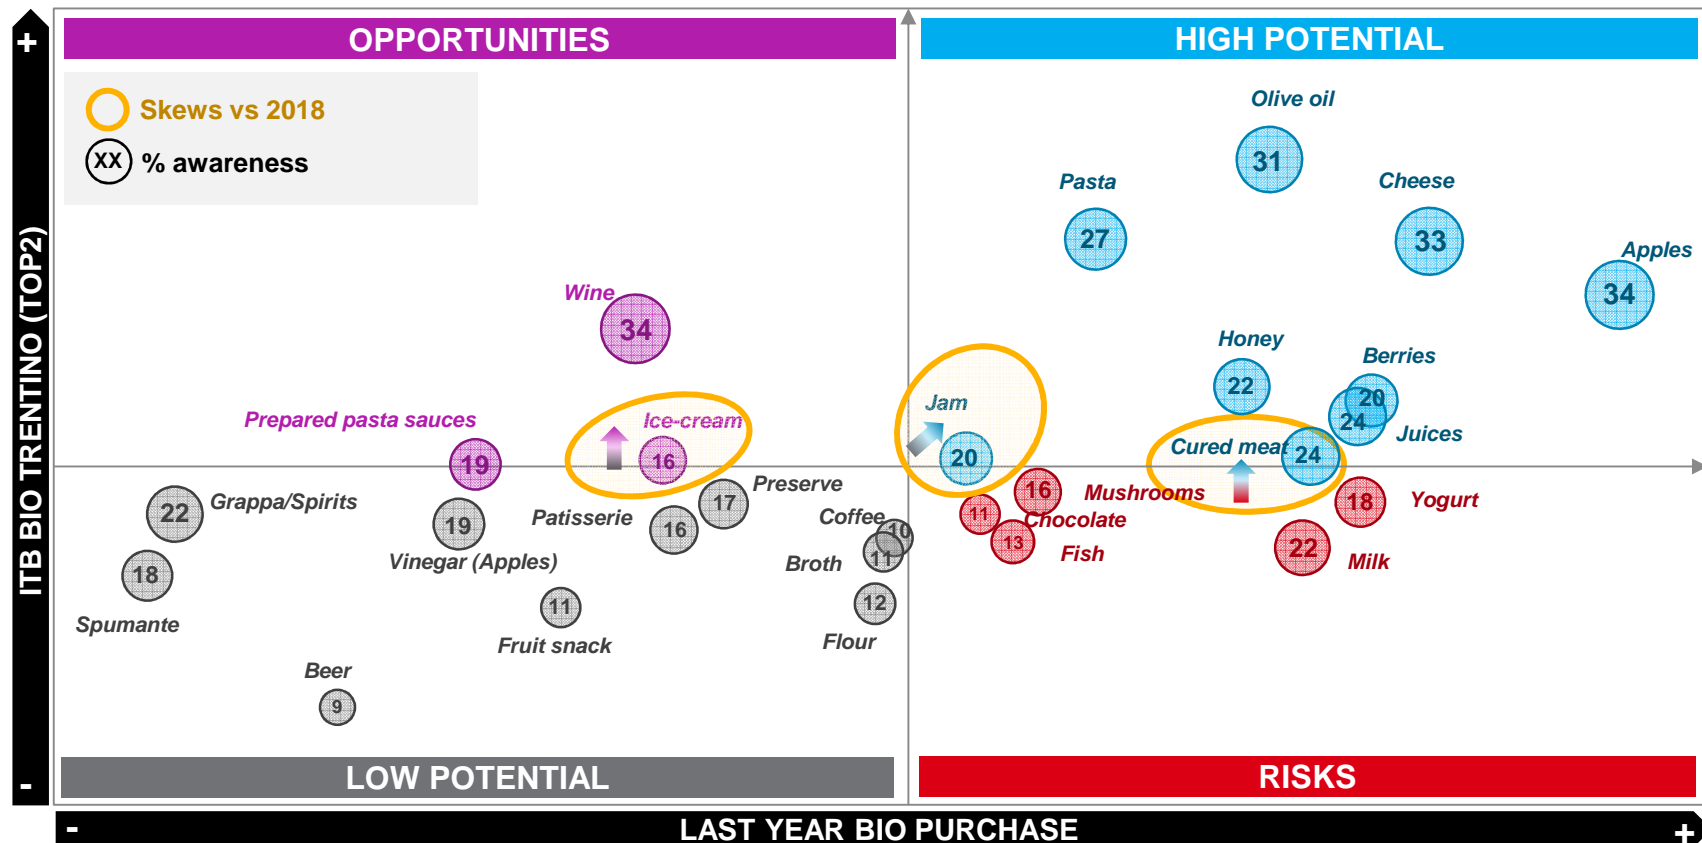 +
OPPORTUNITIES
HIGH POTENTIAL
Skews vs 2018
XX % awareness
Olive oil
31
Pasta
27
Cheese
33
Apples
34
Wine
34
Honey
22
Berries
20
Juices
24
Jam
20
Cured meat
24
Prepared pasta sauces
19
Ice-cream
16
Grappa/Spirits
22
Vinegar (Apples)
19
Patisserie
16
Preserve
17
Coffee
10
Broth
11
Flour
12
Spumante
18
Fruit snack
11
Beer
9
Mushrooms
16
Chocolate
11
Fish
13
Yogurt
18
Milk
22
ITB BIO TRENTINO (TOP2)
-
LOW POTENTIAL
RISKS
-
LAST YEAR BIO PURCHASE
+